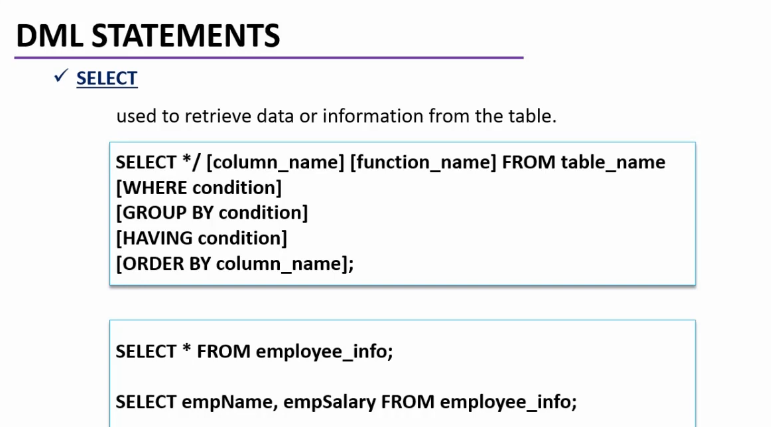 DML STATEMENTS
✓ SELECT
used to retrieve data or information from the table.
SELECT */ [column_name] [function_name] FROM table_name
[WHERE condition]
[GROUP BY condition]
[HAVING condition]
[ORDER BY column_name];
SELECT * FROM employee_info;
SELECT empName, empSalary FROM employee_info;